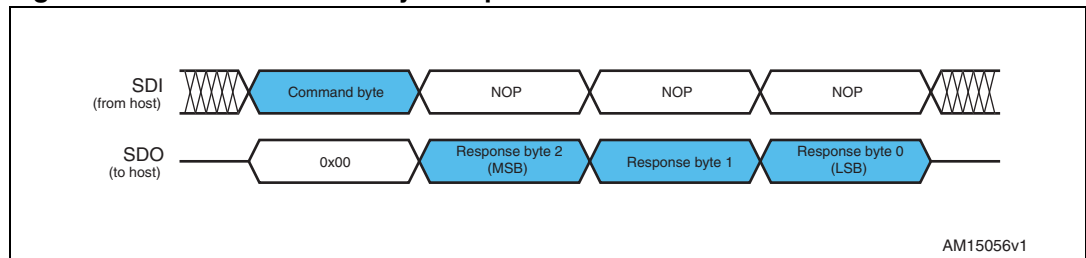 SDI
(from host)
Command byte
NOP
NOP
NOP
SDO
(to host)
0x00
Response byte 2
(MSB)
Response byte 1
Response byte 0
(LSB)
AM15056v1